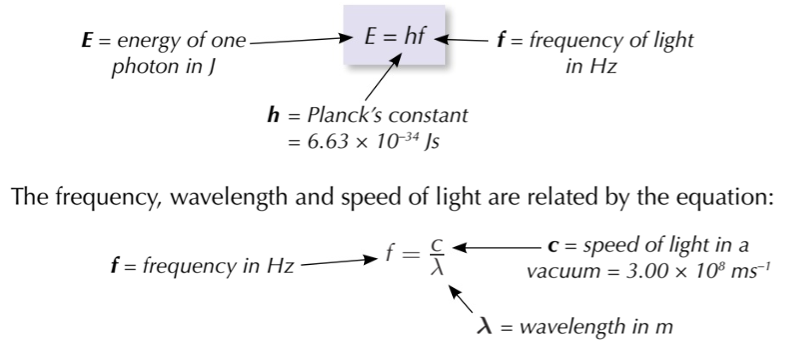 E = energy of one
photon in J
E = hf
f = frequency of light
in Hz
h = Planck's constant
= 6.63 × 10⁻³⁴ Js
The frequency, wavelength and speed of light are related by the equation:
f = frequency in Hz
f = c/λ
c = speed of light in a
vacuum = 3.00 × 10⁸ ms⁻¹
λ = wavelength in m